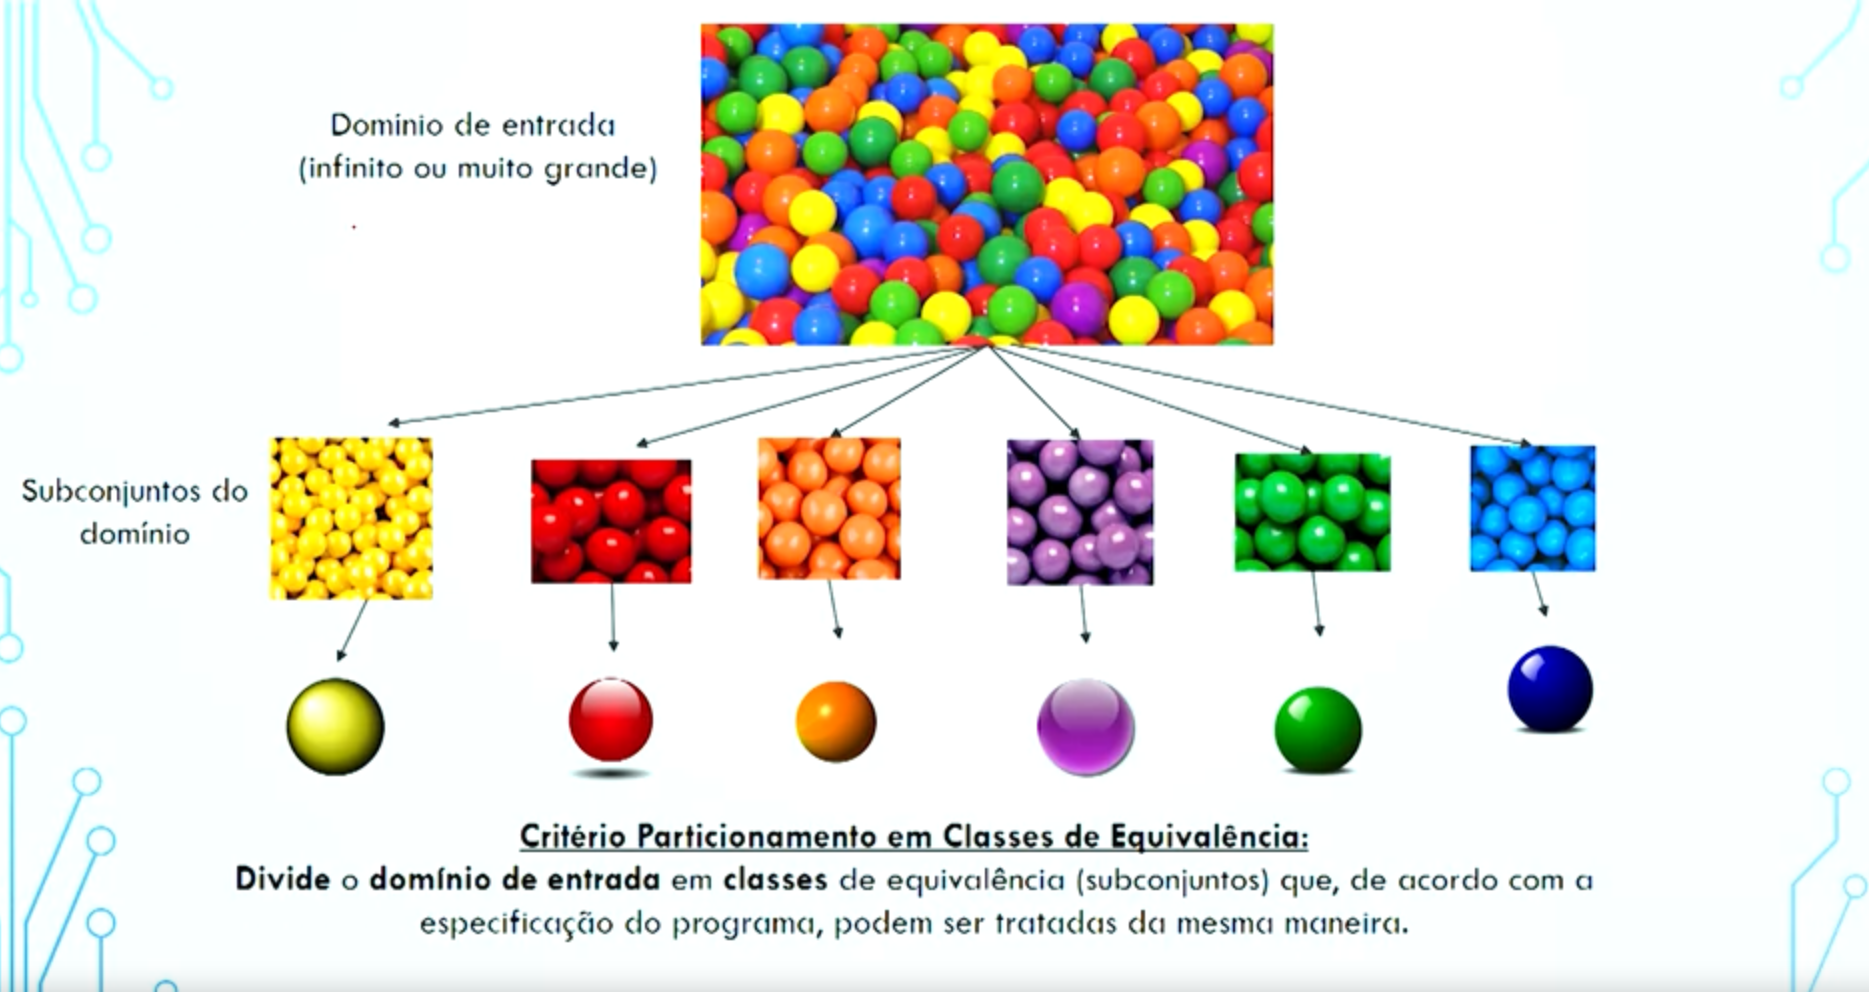 Domínio de entrada
(infinito ou muito grande)
Subconjuntos do
domínio
Critério Particionamento em Classes de Equivalência:
Divide o domínio de entrada em classes de equivalência (subconjuntos) que, de acordo com a
especificação do programa, podem ser tratadas da mesma maneira.